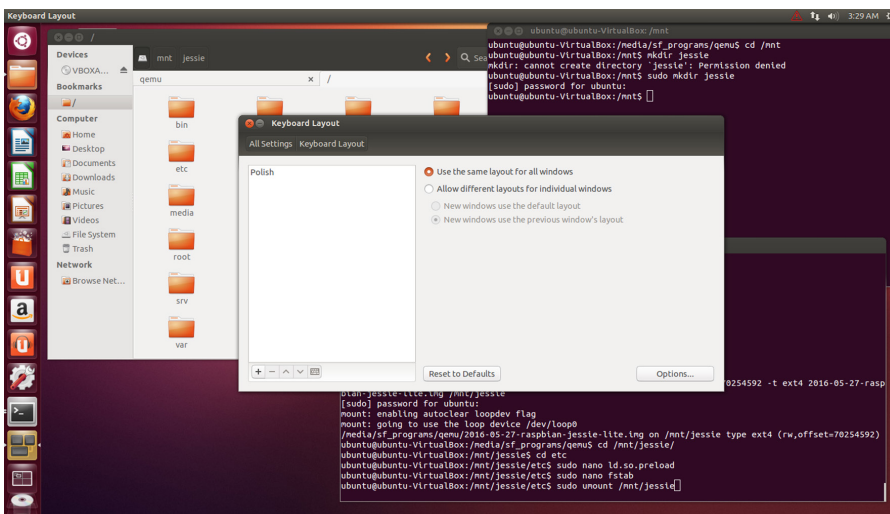 Keyboard Layout
3:29 AM
/
Devices
VBOXA...
Bookmarks
/
Computer
Home
Desktop
Documents
Downloads
Music
Pictures
Videos
File System
Trash
Network
Browse Net...
mnt jessie
Sea
qemu × /
bin
etc
media
root
srv
var
ubuntu@ubuntu-VirtualBox: /mnt
ubuntu@ubuntu-VirtualBox:/media/sf_programs/qemu$ cd /mnt
ubuntu@ubuntu-VirtualBox:/mnt$ mkdir jessie
mkdir: cannot create directory `jessie': Permission denied
ubuntu@ubuntu-VirtualBox:/mnt$ sudo mkdir jessie
[sudo] password for ubuntu:
ubuntu@ubuntu-VirtualBox:/mnt$
Keyboard Layout
All Settings Keyboard Layout
Polish
Use the same layout for all windows
Allow different layouts for individual windows
New windows use the default layout
New windows use the previous window's layout
Reset to Defaults
Options...
70254592 -t ext4 2016-05-27-rasp
bian-jessie-lite.img /mnt/jessie
[sudo] password for ubuntu:
mount: enabling autoclear loopdev flag
mount: going to use the loop device /dev/loop0
/media/sf_programs/qemu/2016-05-27-raspbian-jessie-lite.img on /mnt/jessie type ext4 (rw,offset=70254592)
ubuntu@ubuntu-VirtualBox:/media/sf_programs/qemu$ cd /mnt/jessie/
ubuntu@ubuntu-VirtualBox:/mnt/jessie$ cd etc
ubuntu@ubuntu-VirtualBox:/mnt/jessie/etc$ sudo nano ld.so.preload
ubuntu@ubuntu-VirtualBox:/mnt/jessie/etc$ sudo nano fstab
ubuntu@ubuntu-VirtualBox:/mnt/jessie/etc$ sudo umount /mnt/jessie